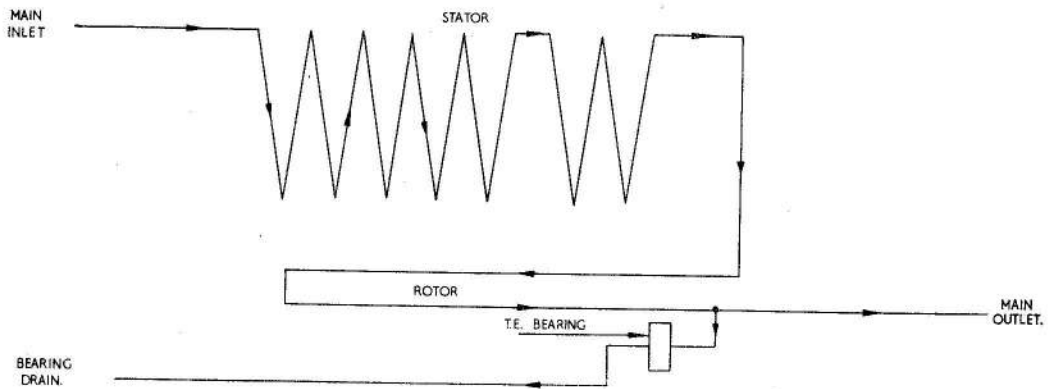 MAIN
INLET
STATOR
ROTOR
MAIN
OUTLET.
T.E. BEARING
BEARING
DRAIN.